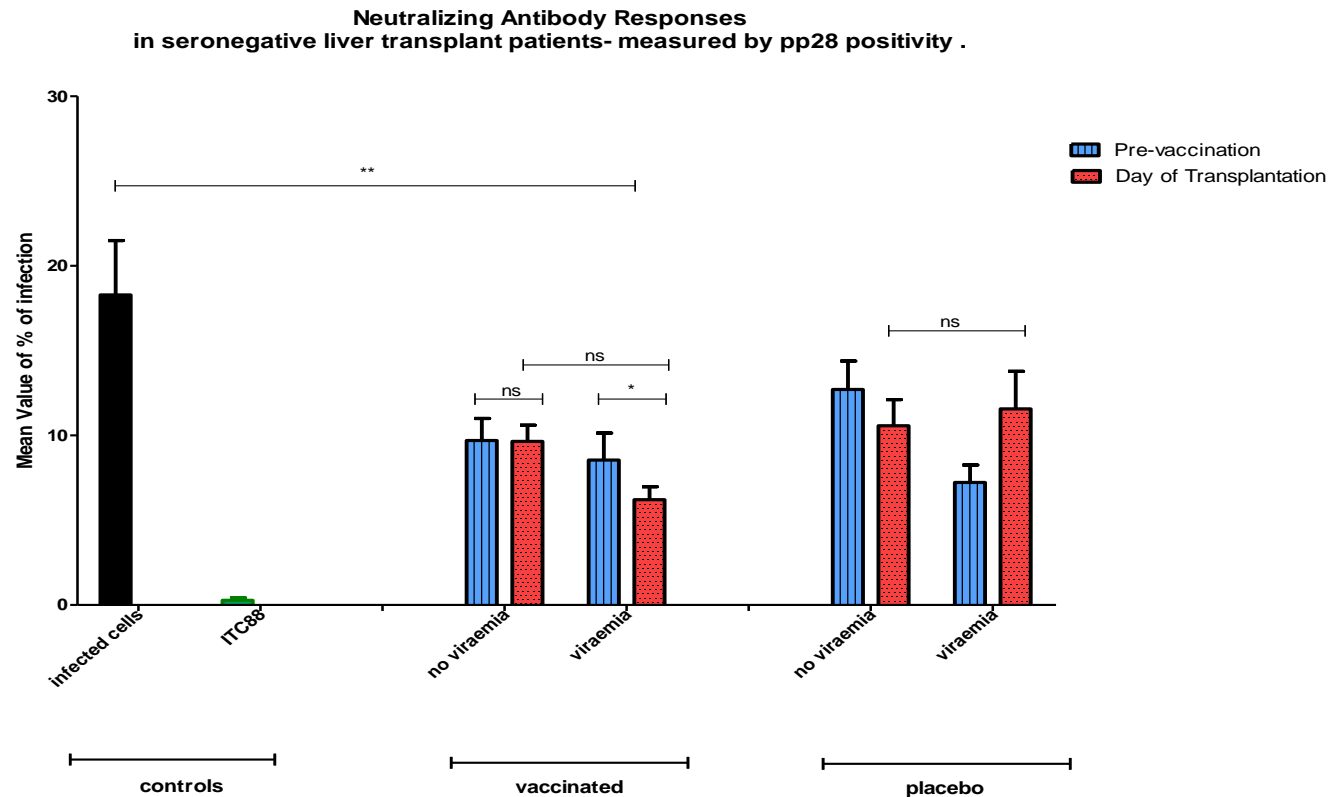 Neutralizing Antibody Responses
in seronegative liver transplant patients- measured by pp28 positivity .
Mean Value of % of infection
30
20
10
0
Pre-vaccination
Day of Transplantation
**
ns
ns
*
ns
infected cells
ITC88
no viraemia
viraemia
no viraemia
viraemia
controls
vaccinated
placebo